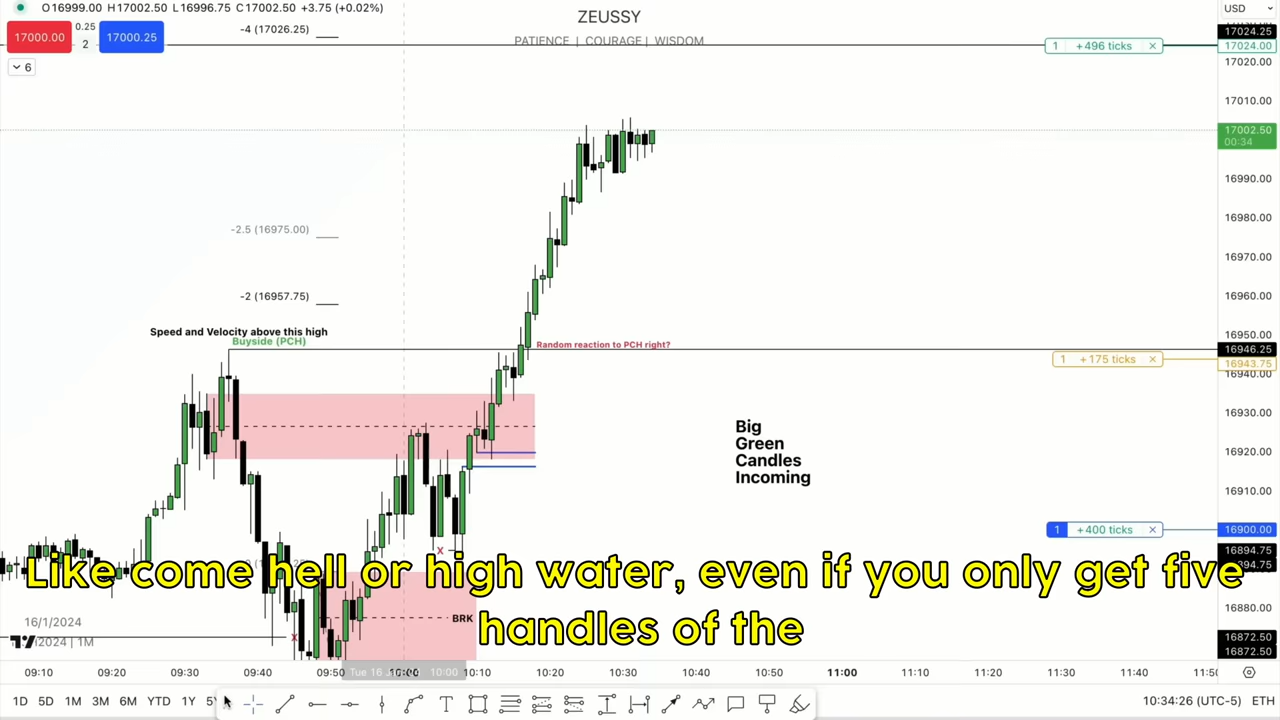 O16999.00 H17002.50 L16996.75 C17002.50 +3.75 (+0.02%)
ZEUSSY
USD
17000.00
0.25
2
17000.25
-4 (17026.25)
PATIENCE | COURAGE | WISDOM
1 +496 ticks ×
17024.25
17024.00
6
17020.00
17010.00
17002.50
00:34
16990.00
16980.00
-2.5 (16975.00)
16970.00
-2 (16957.75)
16960.00
Speed and Velocity above this high
Buyside (PCH)
Random reaction to PCH right?
16950.00
16946.25
1 +175 ticks ×
16943.75
16940.00
16930.00
Big
Green
Candles
Incoming
16920.00
16910.00
1 +400 ticks ×
16900.00
x
16894.75
Like come hell or high water, even if you only get five
handles of the
16880.00
BRK
16/1/2024
2024 | 1M
x
16872.50
16872.50
09:10 09:20 09:30 09:40 09:50 10:00 10:10 10:20 10:30 10:40 10:50 11:00 11:10 11:20 11:30 11:40 11:50
1D 5D 1M 3M 6M YTD 1Y
10:34:26 (UTC-5) ETH